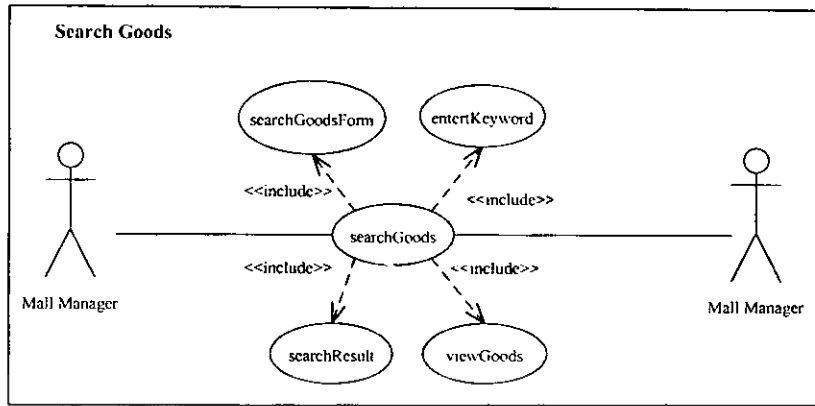 Search Goods
searchGoodsForm
entertKeyword
<<include>>
<<include>>
searchGoods
<<include>>
<<include>>
Mall Manager
Mall Manager
searchResult
viewGoods